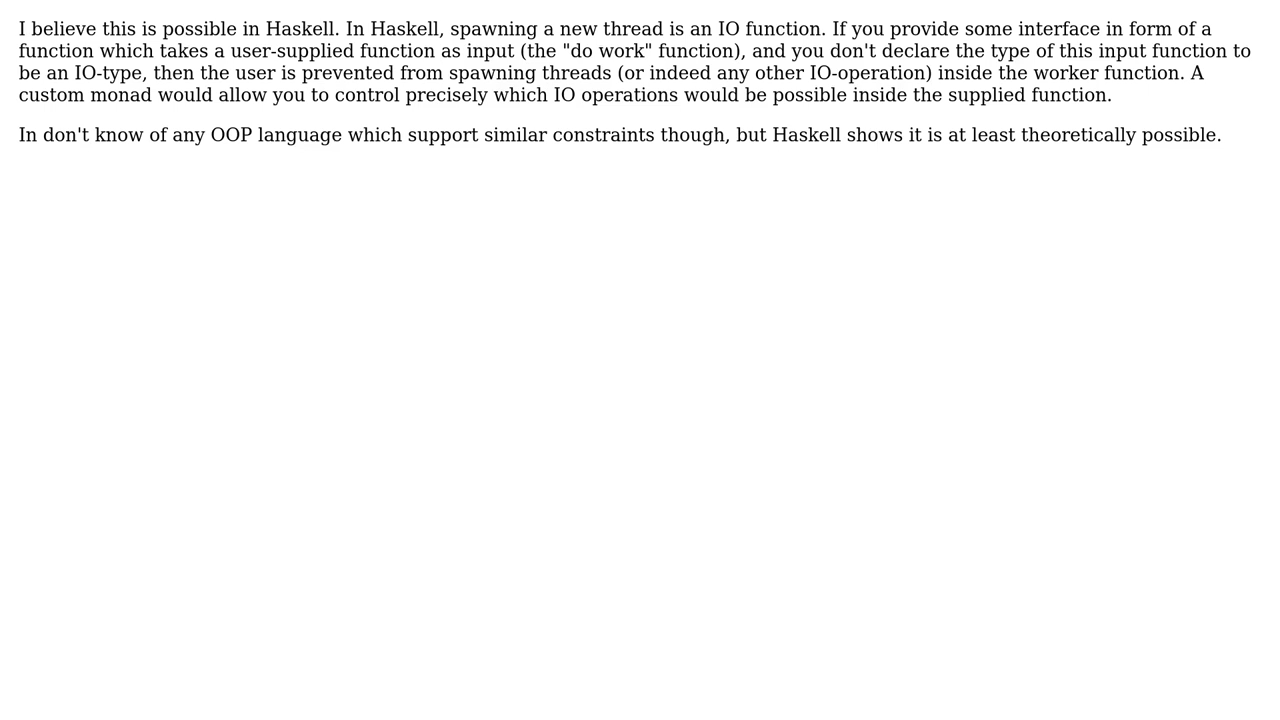 I believe this is possible in Haskell. In Haskell, spawning a new thread is an IO function. If you provide some interface in form of a
function which takes a user-supplied function as input (the "do work" function), and you don't declare the type of this input function to
be an IO-type, then the user is prevented from spawning threads (or indeed any other IO-operation) inside the worker function. A
custom monad would allow you to control precisely which IO operations would be possible inside the supplied function.
In don't know of any OOP language which support similar constraints though, but Haskell shows it is at least theoretically possible.